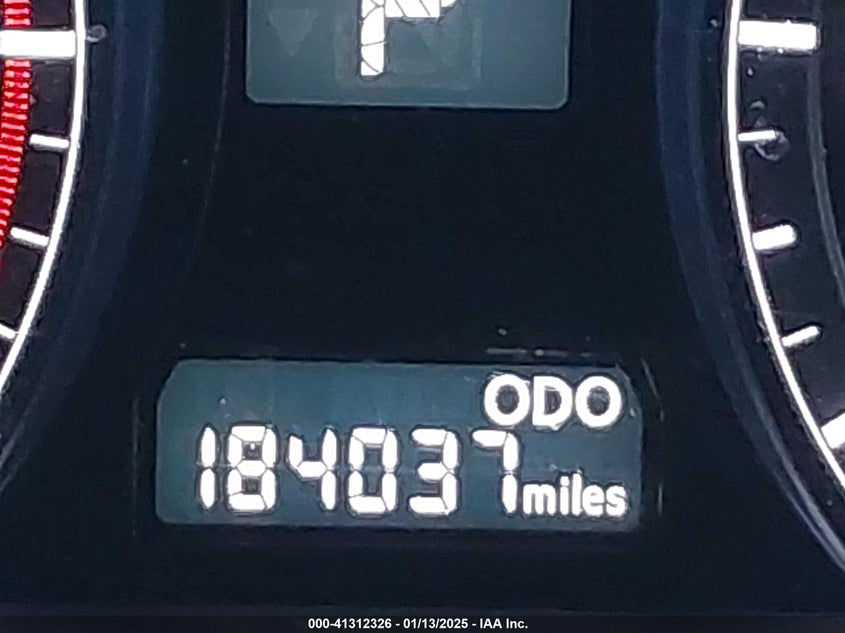 P
ODO
184037 miles
000-41312326 - 01/13/2025 - IAA Inc.